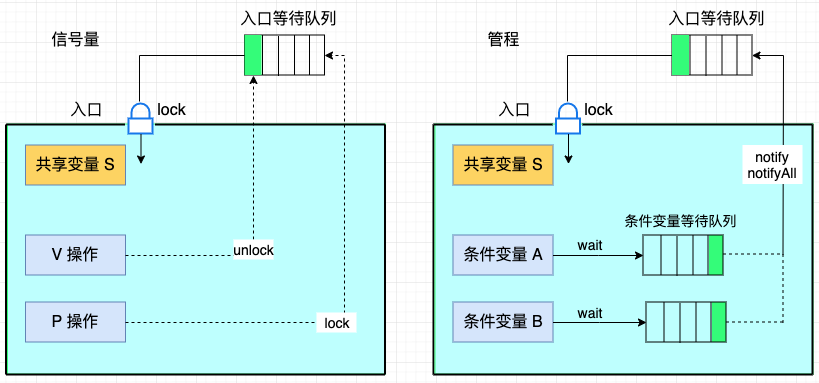 信号量
入口等待队列
入口
lock
共享变量 S
V 操作
unlock
P 操作
lock
管程
入口等待队列
入口
lock
共享变量 S
notify
notifyAll
条件变量等待队列
条件变量 A
wait
条件变量 B
wait